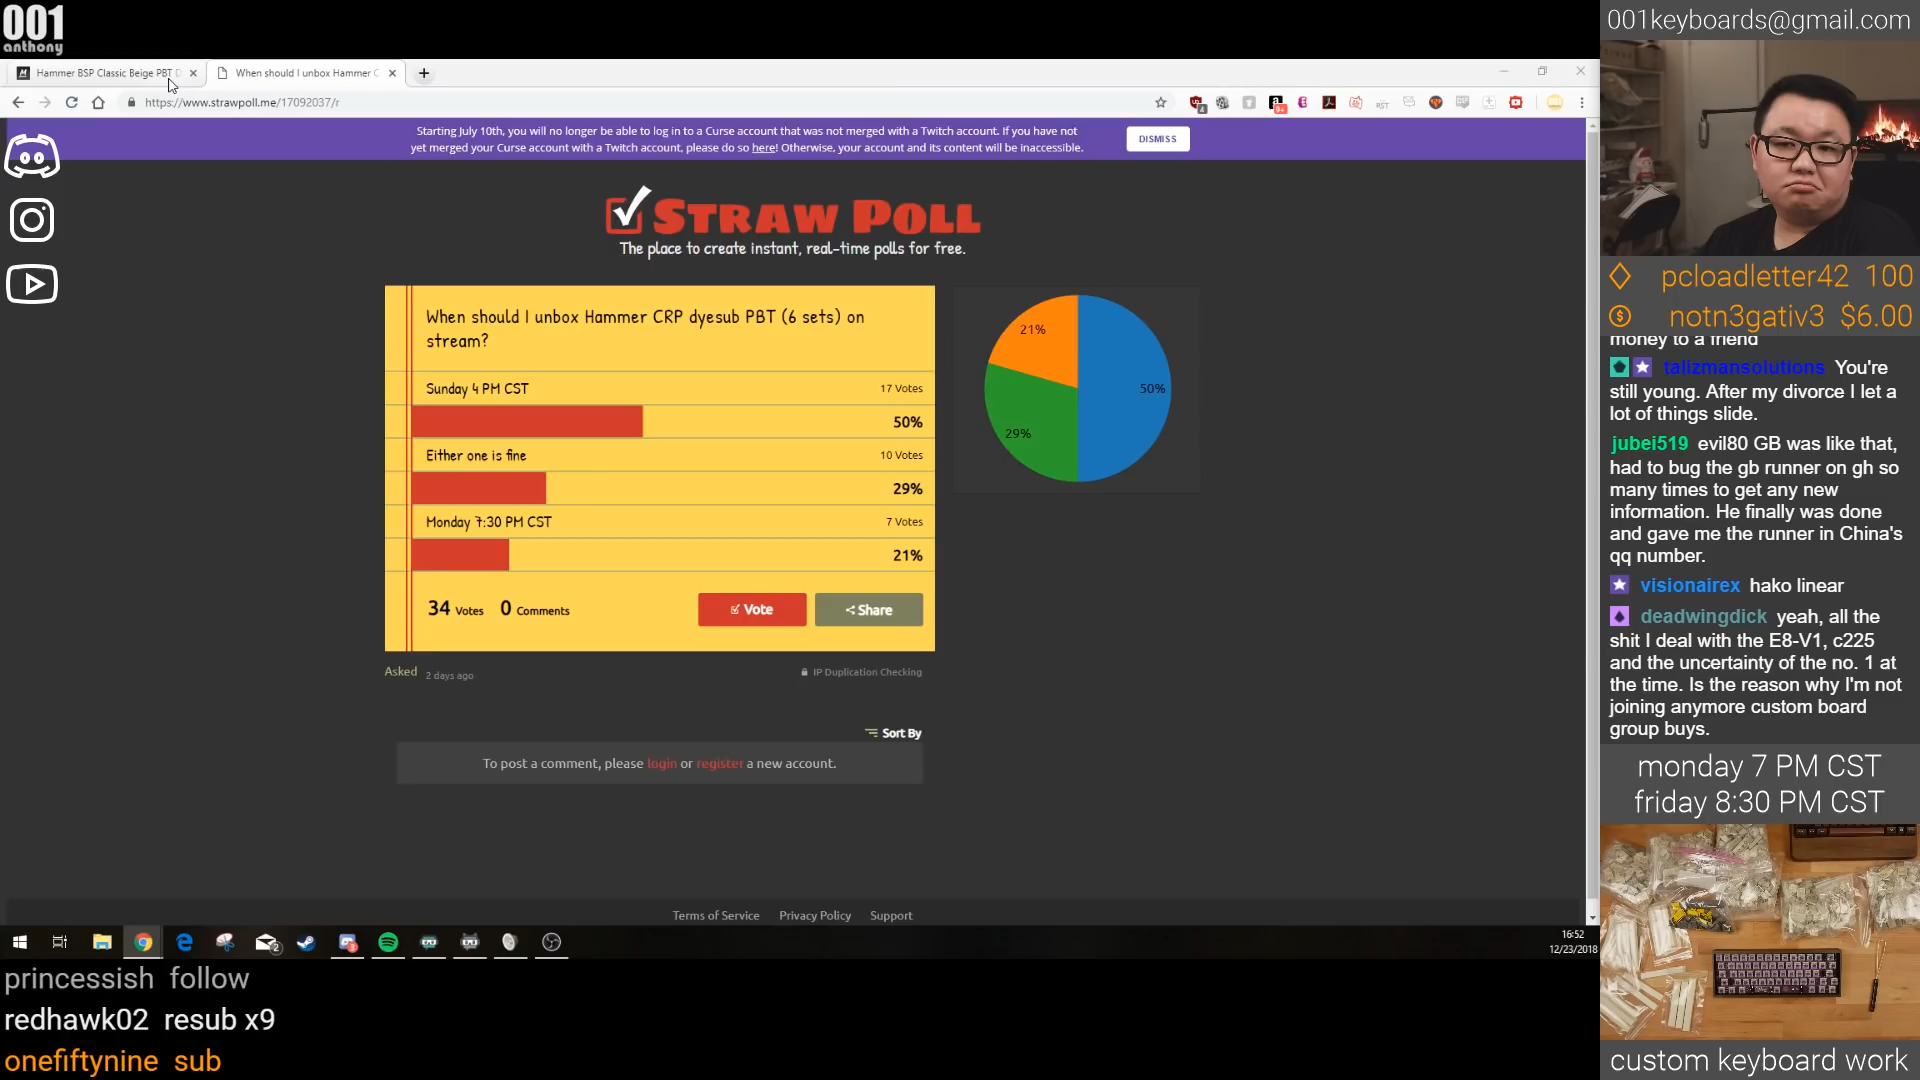 001
anthony
Hammer BSP Classic Beige PBT D
When should I unbox Hammer C
https://www.strawpoll.me/17092037/r
Starting July 10th, you will no longer be able to log in to a Curse account that was not merged with a Twitch account. If you have not
yet merged your Curse account with a Twitch account, please do so here! Otherwise, your account and its content will be inaccessible.
DISMISS
STRAW POLL
The place to create instant, real-time polls for free.
When should I unbox Hammer CRP dyesub PBT (6 sets) on
stream?
Sunday 4 PM CST
17 Votes
50%
Either one is fine
10 Votes
29%
Monday 7:30 PM CST
7 Votes
21%
34 Votes 0 Comments
Vote
Share
21%
50%
29%
Asked 2 days ago
IP Duplication Checking
Sort By
To post a comment, please login or register a new account.
Terms of Service Privacy Policy Support
16:52
12/23/2018
princessish follow
redhawk02 resub x9
onefiftynine sub
001keyboards@gmail.com
pcloadletter42 100
notn3gativ3 $6.00
money to a friend
talizmansolutions You're
still young. After my divorce I let a
lot of things slide.
jubei519 evil80 GB was like that,
had to bug the gb runner on gh so
many times to get any new
information. He finally was done
and gave me the runner in China's
qq number.
visionairex hako linear
deadwingdick yeah, all the
shit I deal with the E8-V1, c225
and the uncertainty of the no. 1 at
the time. Is the reason why I'm not
joining anymore custom board
group buys.
monday 7 PM CST
friday 8:30 PM CST
custom keyboard work